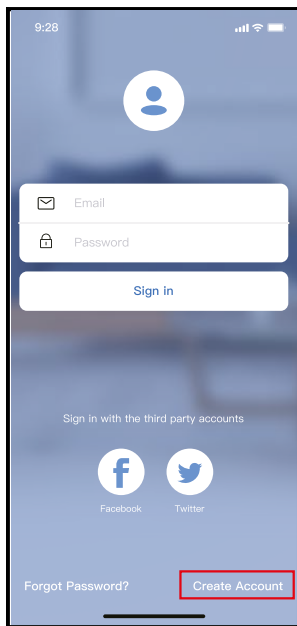 9:28
Email
Password
Sign in
Sign in with the third party accounts
Facebook
Twitter
Forgot Password?
Create Account